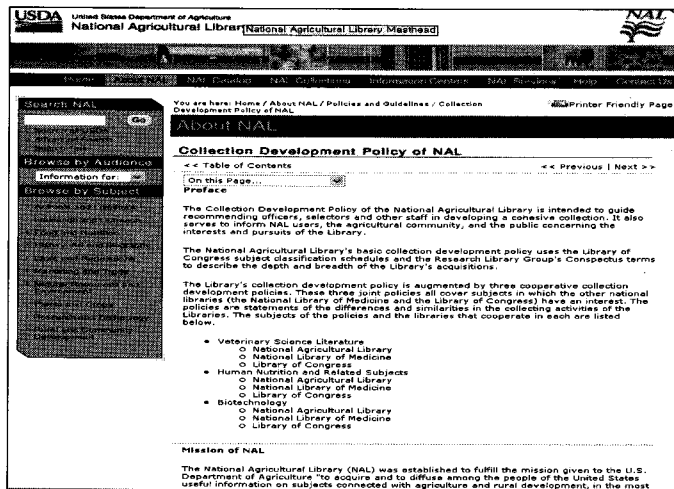 USDA
United States Department of Agriculture
National Agricultural Library
National Agricultural Library Masthead
NAL
Home About NAL NAL Catalog NAL Collections Information Centers NAL Services Help Contact Us
Search NAL
Go
Browse by Audience
Information for:
Browse by Subject
You are here: Home / About NAL / Policies and Guidelines / Collection
Development Policy of NAL
Printer Friendly Page
About NAL
Collection Development Policy of NAL
<< Table of Contents
<< Previous | Next >>
On this Page...
Preface
The Collection Development Policy of the National Agricultural Library is intended to guide
recommending officers, selectors and other staff in developing a cohesive collection. It also
serves to inform NAL users, the agricultural community, and the public concerning the
interests and pursuits of the Library.
The National Agricultural Library's basic collection development policy uses the Library of
Congress subject classification schedules and the Research Library Group's Conspectus terms
to describe the depth and breadth of the Library's acquisitions.
The Library's collection development policy is augmented by three cooperative collection
development policies. These three joint policies all cover subjects in which the other national
libraries (the National Library of Medicine and the Library of Congress) have an interest. The
policies are statements of the differences and similarities in the collecting activities of the
Libraries. The subjects of the policies and the libraries that cooperate in each are listed
below.
Veterinary Science Literature
National Agricultural Library
National Library of Medicine
Library of Congress
Human Nutrition and Related Subjects
National Agricultural Library
National Library of Medicine
Library of Congress
Biotechnology
National Agricultural Library
National Library of Medicine
Library of Congress
Mission of NAL
The National Agricultural Library (NAL) was established to fulfill the mission given to the U.S.
Department of Agriculture "to acquire and to diffuse among the people of the United States
useful information on subjects connected with agriculture and rural development, in the most